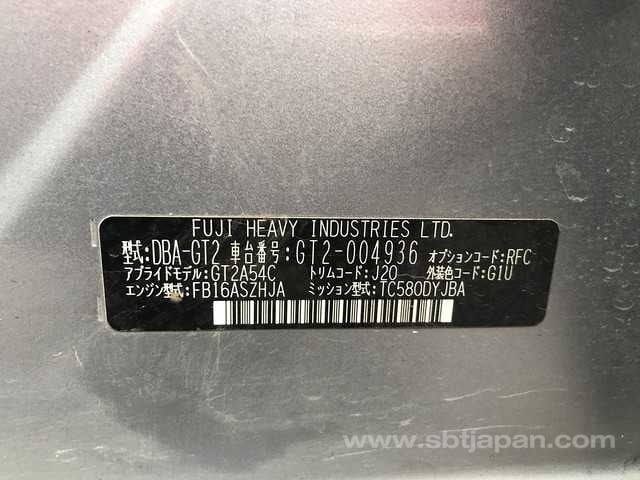 FUJI HEAVY INDUSTRIES LTD.
型式:DBA-GT2 車台番号:GT2-004936 オプションコード:RFC
アプライドモデル:GT2A54C トリムコード:J20 外装色コード:G1U
エンジン型式:FB16ASZHJA ミッション型式:TC580DYJBA
www.sbtjapan.com